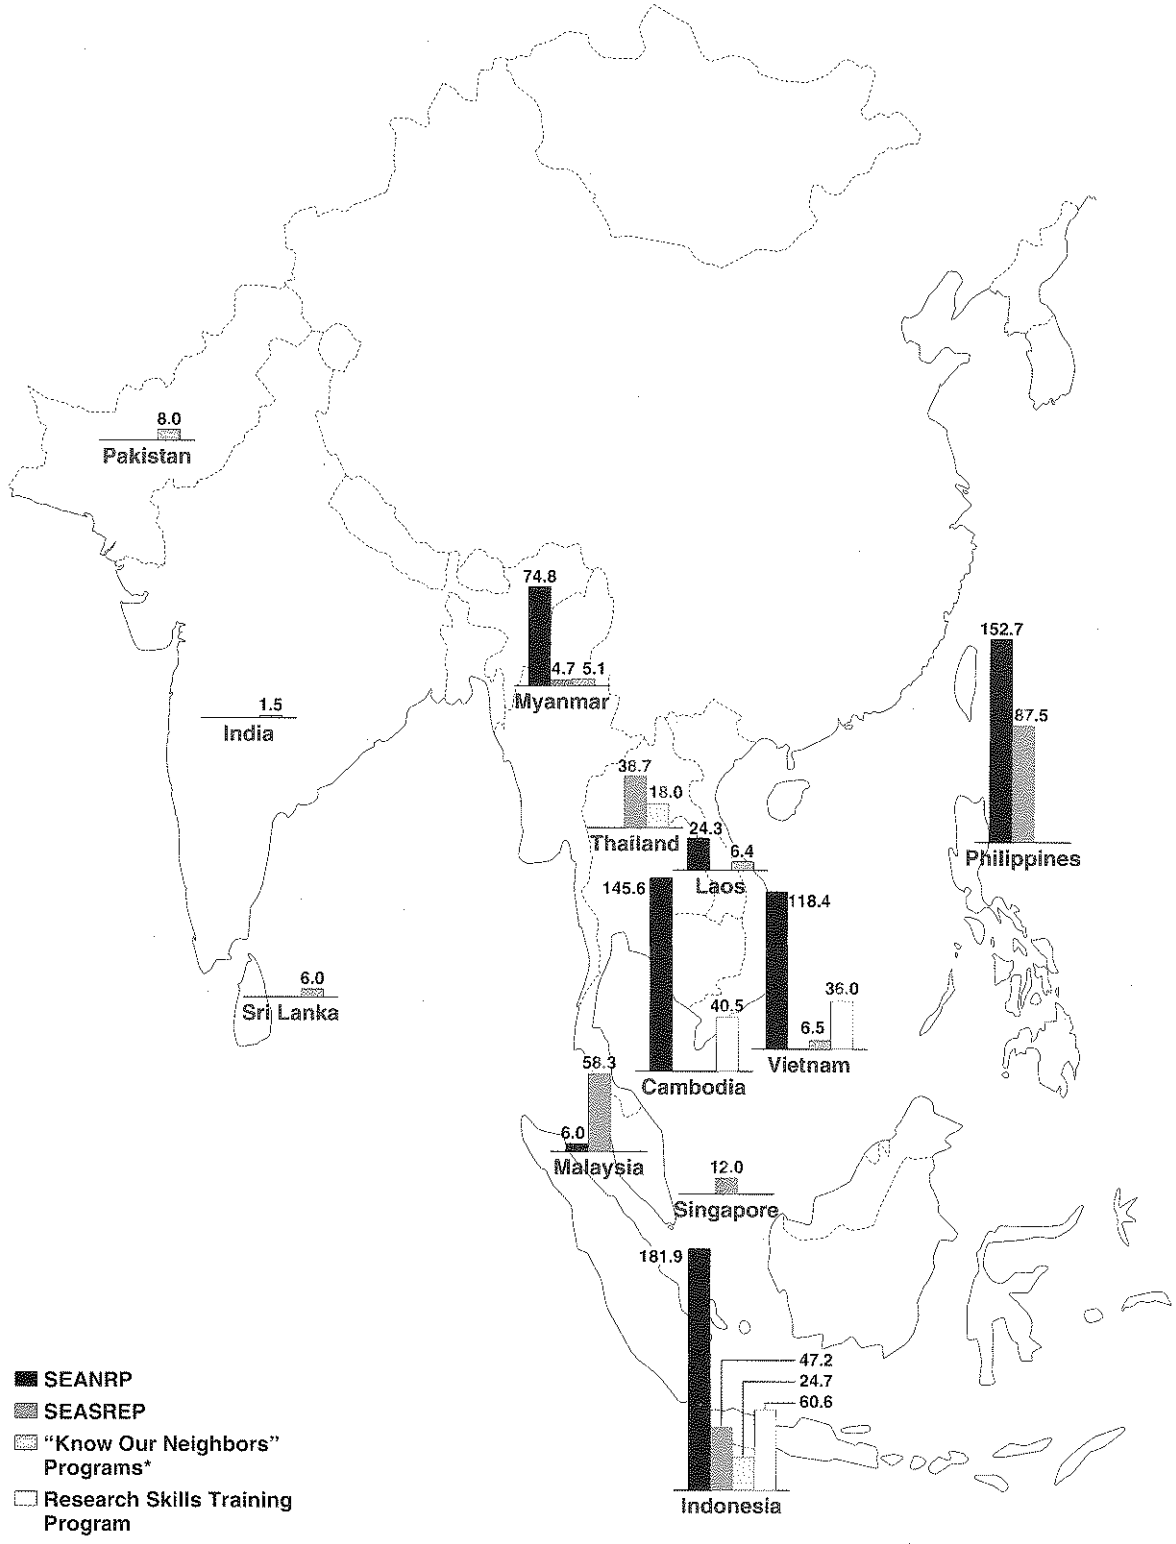 8.0
Pakistan
74.8
4.7 5.1
Myanmar
152.7
87.5
Philippines
1.5
India
38.7
18.0
Thailand
24.3
6.4
Laos
145.6
40.5
Cambodia
118.4
6.5
36.0
Vietnam
6.0
Sri Lanka
58.3
6.0
Malaysia
12.0
Singapore
181.9
47.2
24.7
60.6
Indonesia
SEANRP
SEASREP
“Know Our Neighbors”
Programs*
Research Skills Training
Program